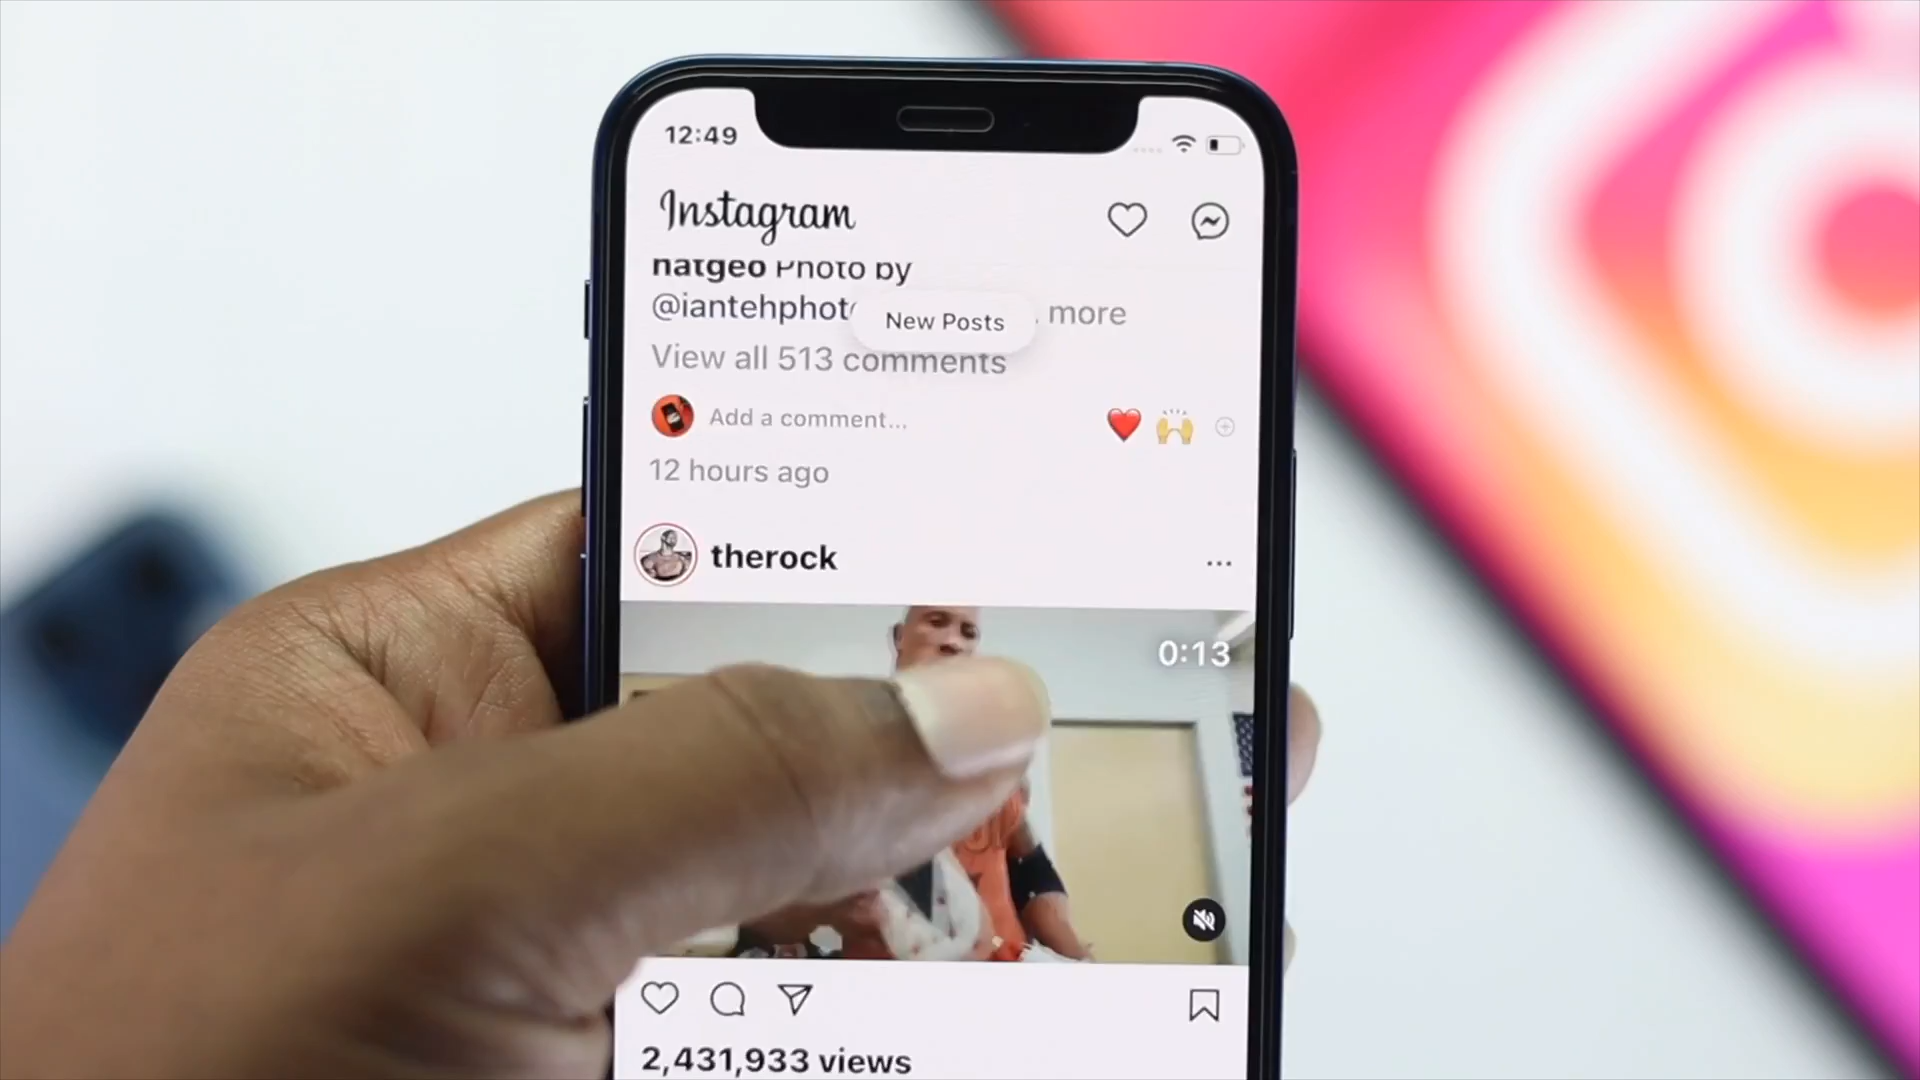 12:49
Instagram
natgeo Photo by
@iantehphoto
more
New Posts
View all 513 comments
Add a comment...
12 hours ago
therock
0:13
2,431,933 views